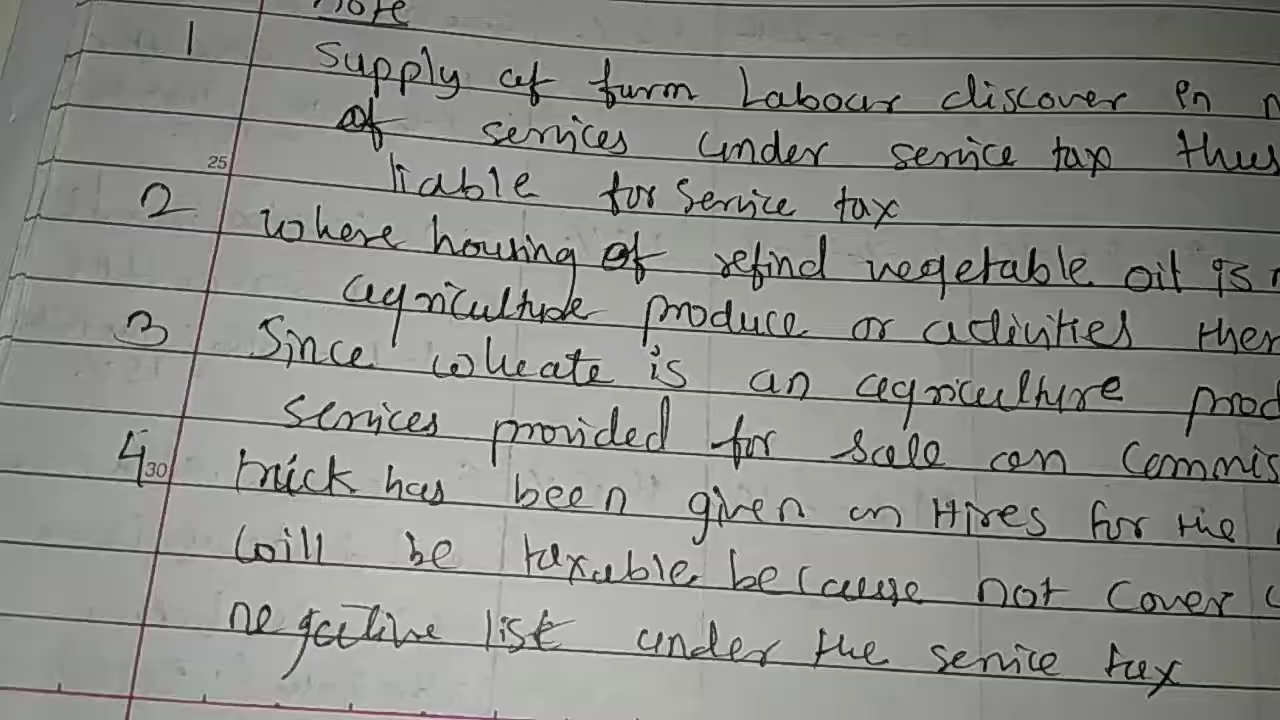 Note
1 Supply of farm Labour discover in
of services under service tax thus
25
liable for service tax
2 Where housing of refind vegetable oil is
agriculture produce or activities
3 Since wheate is an agriculture
services provided for sale on
4 30 truck has been given on Hires for the
will be taxable because not cover
negative list under the service tax